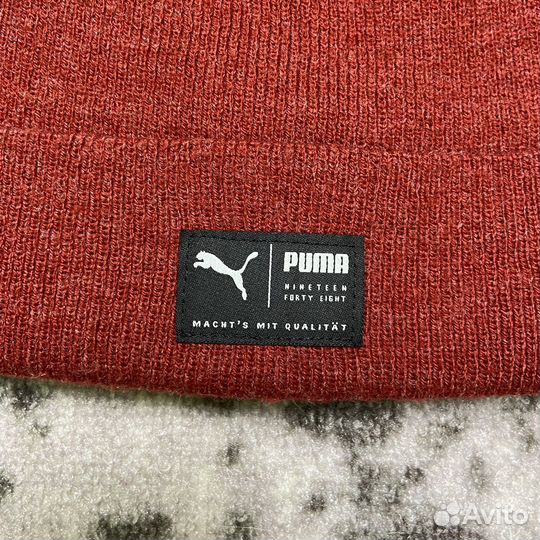 PUMA
NINETEEN
FORTY EIGHT
MACHT'S MIT QUALITÄT
Avito